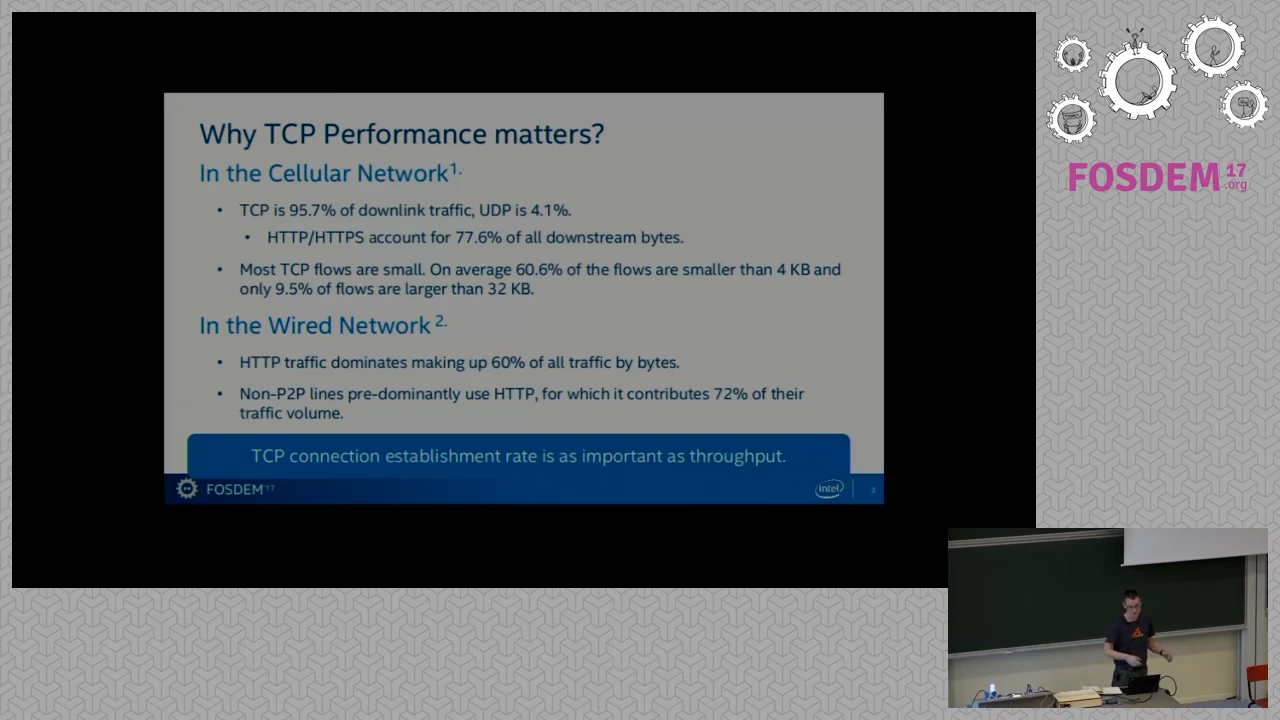 Why TCP Performance matters?
In the Cellular Network1.
• TCP is 95.7% of downlink traffic, UDP is 4.1%.
• HTTP/HTTPS account for 77.6% of all downstream bytes.
• Most TCP flows are small. On average 60.6% of the flows are smaller than 4 KB and
only 9.5% of flows are larger than 32 KB.
In the Wired Network 2.
• HTTP traffic dominates making up 60% of all traffic by bytes.
• Non-P2P lines pre-dominantly use HTTP, for which it contributes 72% of their
traffic volume.
TCP connection establishment rate is as important as throughput.
FOSDEM'17
intel
3
FOSDEM 17
.org